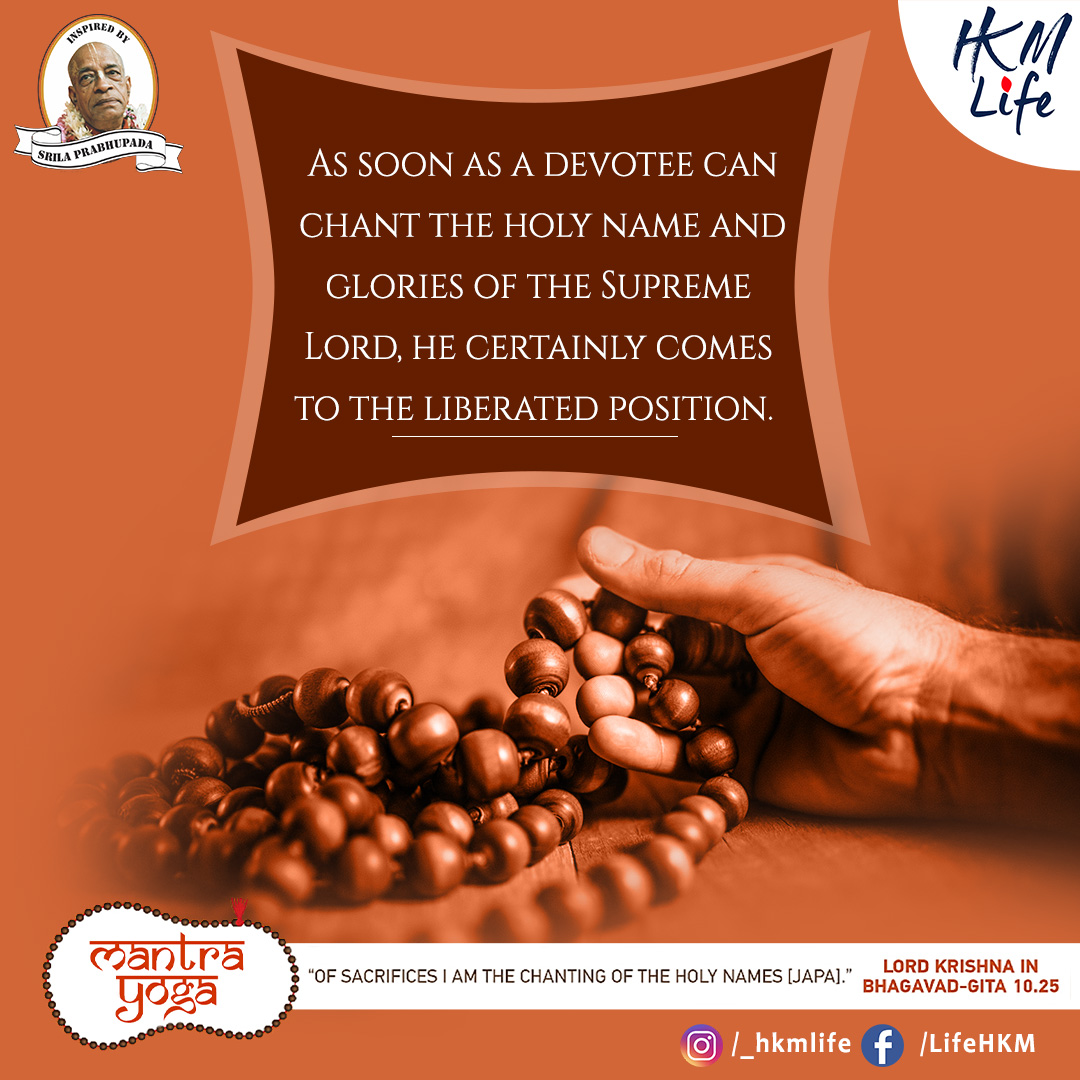 INSPIRED BY
SRILA PRABHUPADA
HKM
Life
As soon as a devotee can
chant the holy name and
glories of the Supreme
Lord, he certainly comes
to the liberated position.
mantra
yoga
“OF SACRIFICES I AM THE CHANTING OF THE HOLY NAMES [JAPA].”
LORD KRISHNA IN
BHAGAVAD-GITA 10.25
/_hkmlife
/LifeHKM